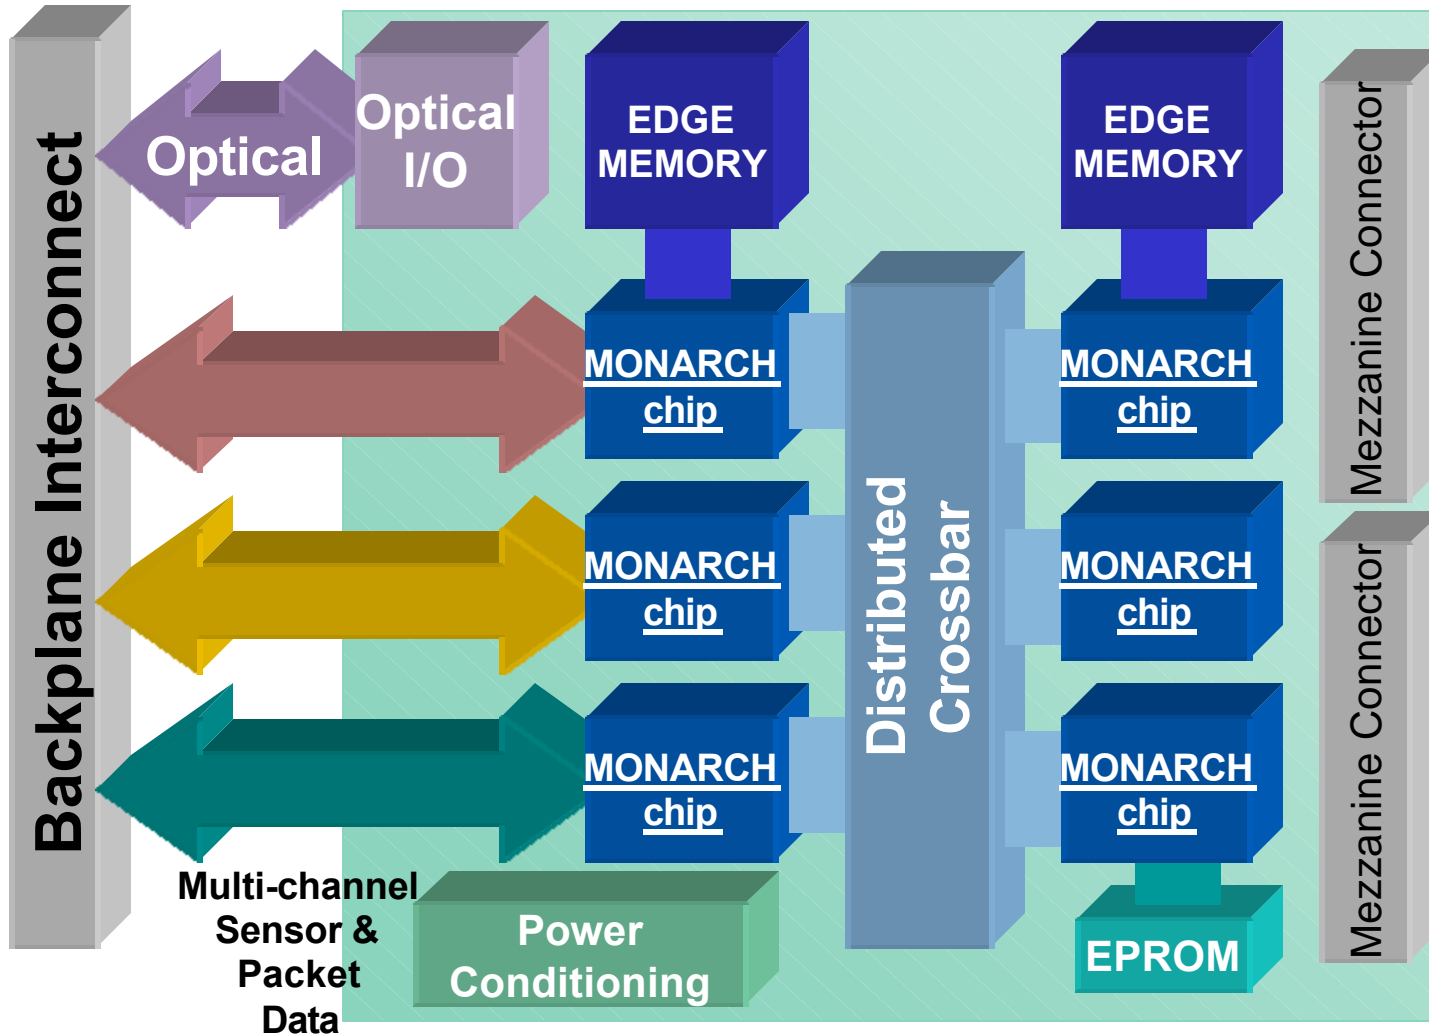 Backplane Interconnect
Optical
Optical
I/O
EDGE
MEMORY
EDGE
MEMORY
Mezzanine Connector
MONARCH
chip
MONARCH
chip
Distributed
Crossbar
MONARCH
chip
MONARCH
chip
Mezzanine Connector
MONARCH
chip
MONARCH
chip
Multi-channel
Sensor &
Packet
Data
Power
Conditioning
EPROM